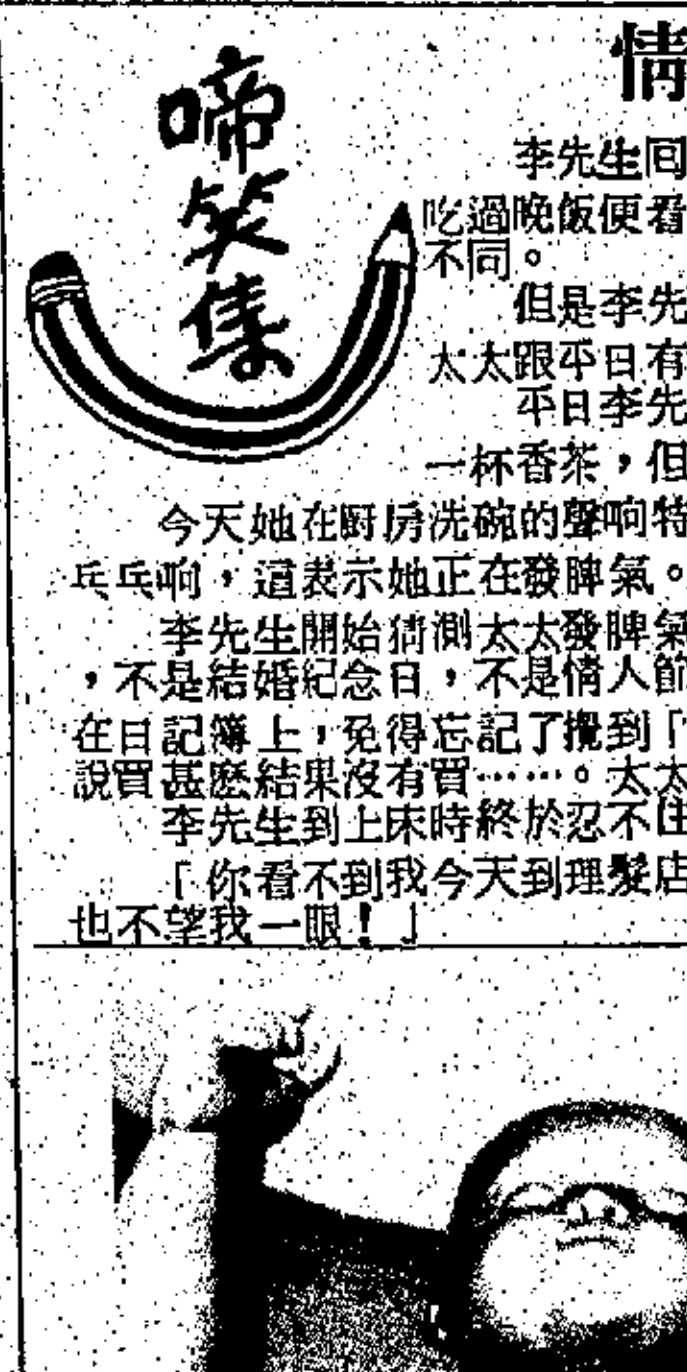 啼笑集
情
李先生回
吃過晚飯便看
不同。
但是李先
太太跟平日有
平日李先
一杯香茶，但
今天她在廚房洗碗的聲响特
乓乓响，這表示她正在發脾氣。
李先生開始猜測太太發脾氣
，不是結婚紀念日，不是情人節
在日記簿上，免得忘記了攪到「
說買甚麽結果沒有買……。太太
李先生到上床時終於忍不住
「你看不到我今天到理髮店
也不望我一眼！」